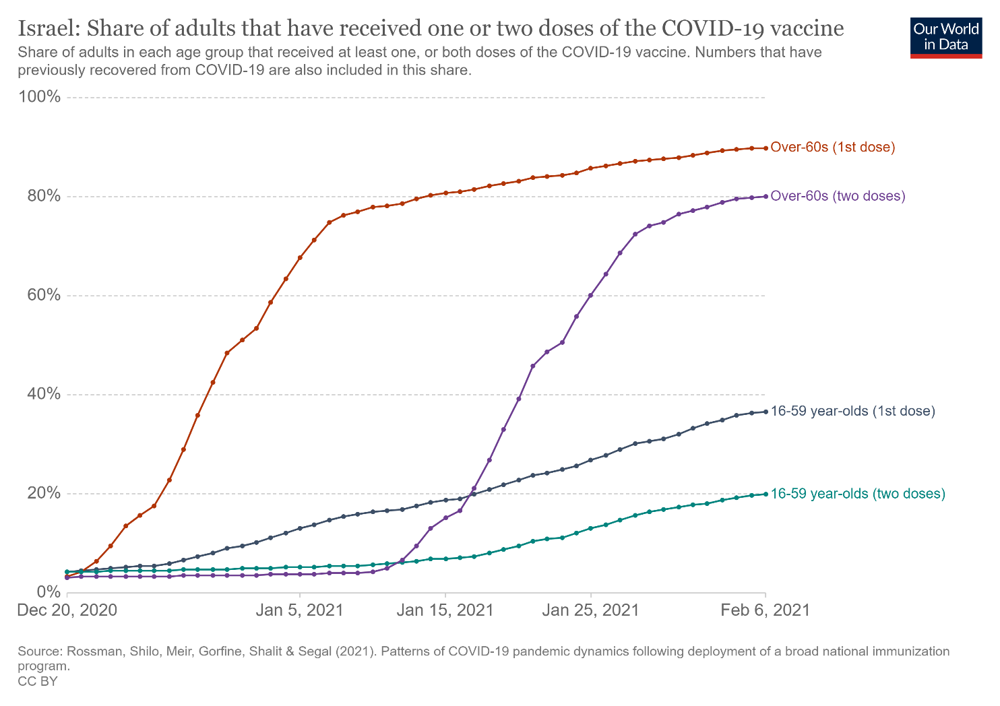 Israel: Share of adults that have received one or two doses of the COVID-19 vaccine
Our World
in Data
Share of adults in each age group that received at least one, or both doses of the COVID-19 vaccine. Numbers that have
previously recovered from COVID-19 are also included in this share.
100%
Over-60s (1st dose)
80%
Over-60s (two doses)
60%
40%
16-59 year-olds (1st dose)
20%
16-59 year-olds (two doses)
0%
Dec 20, 2020
Jan 5, 2021
Jan 15, 2021
Jan 25, 2021
Feb 6, 2021
Source: Rossman, Shilo, Meir, Gorfine, Shalit & Segal (2021). Patterns of COVID-19 pandemic dynamics following deployment of a broad national immunization
program.
CC BY